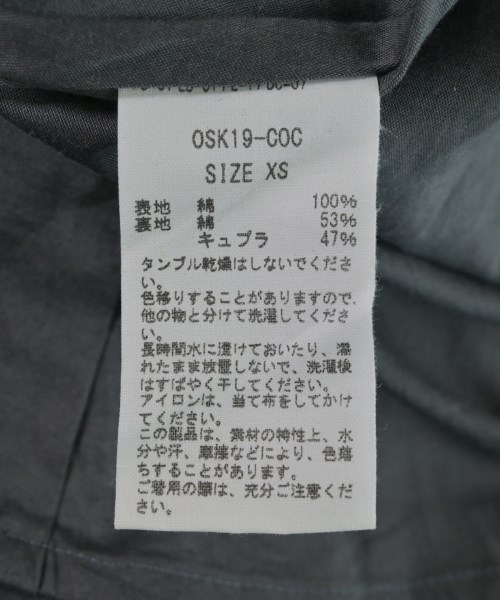 OSK19-COC
SIZE XS
表地 綿 100%
裏地 綿 53%
キュプラ 47%
タンブル乾燥はしないでくださ
い。
色移りすることがありますので、
他の物と分けて洗濯してくださ
い。
長時間水に漬けておいたり、濡
れたまま放置しないで、洗濯後
はすばやく干してください。
アイロンは、当て布をしてかけ
てください。
この製品は、素材の特性上、水
分や汗、摩擦などにより、色落
ちすることがあります。
ご着用の際は、充分ご注意くだ
さい。